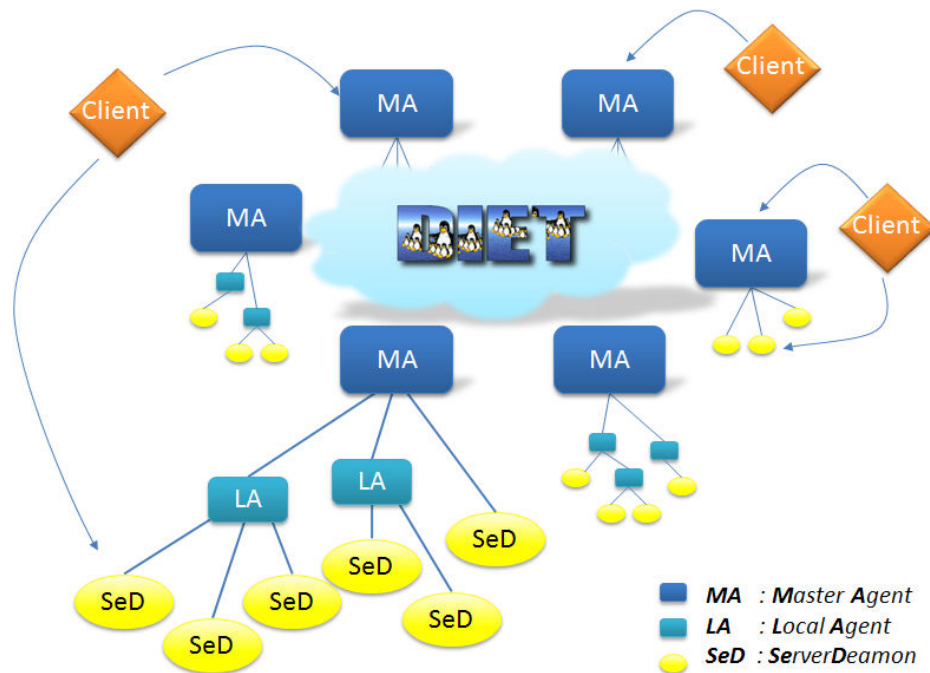 Client
MA
MA
Client
MA
DIET
MA
Client
MA
MA
LA
LA
SeD
SeD
SeD
SeD
SeD
SeD
MA : Master Agent
LA : Local Agent
SeD : ServerDeamon